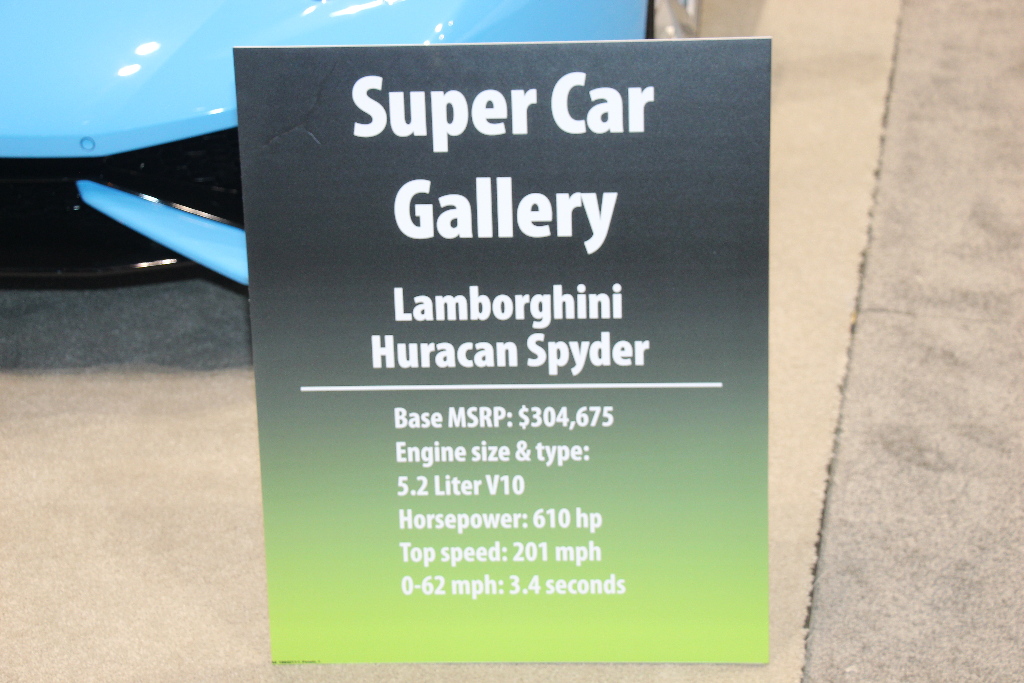 Super Car
Gallery
Lamborghini
Huracan Spyder
Base MSRP: $304,675
Engine size & type:
5.2 Liter V10
Horsepower: 610 hp
Top speed: 201 mph
0-62 mph: 3.4 seconds